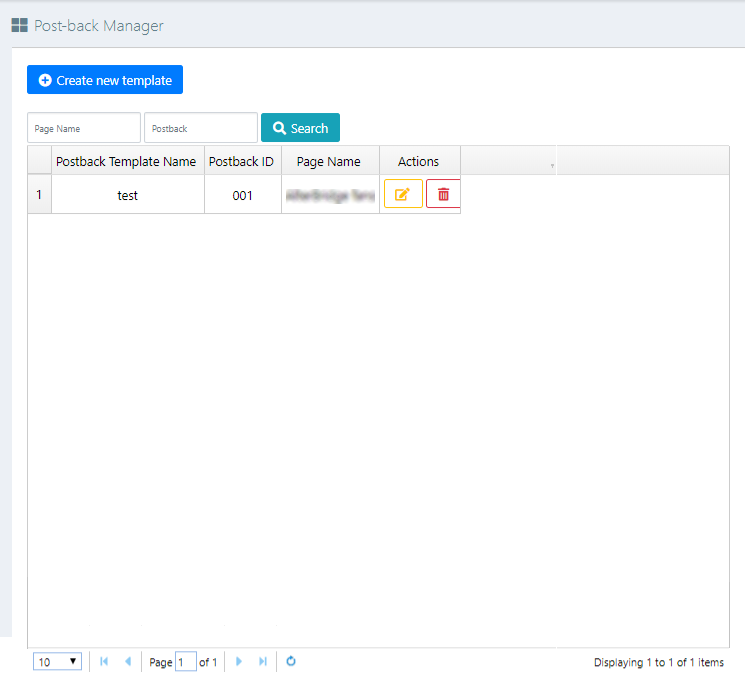 Post-back Manager
Create new template
Page Name Postback Search
Postback Template Name Postback ID Page Name Actions
1 test 001
10 Page 1 of 1 Displaying 1 to 1 of 1 items